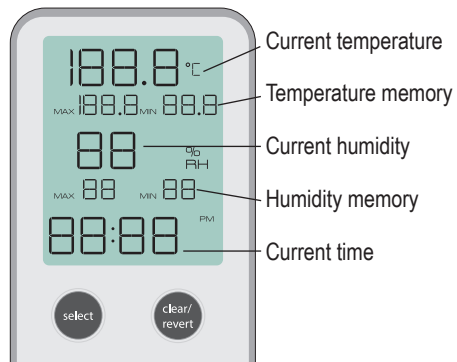 188.8 °C
Current temperature
MAX 188.8 MIN 88.8
Temperature memory
88 % RH
Current humidity
MAX 88 MIN 88
Humidity memory
88:88 PM
Current time
select
clear/
revert